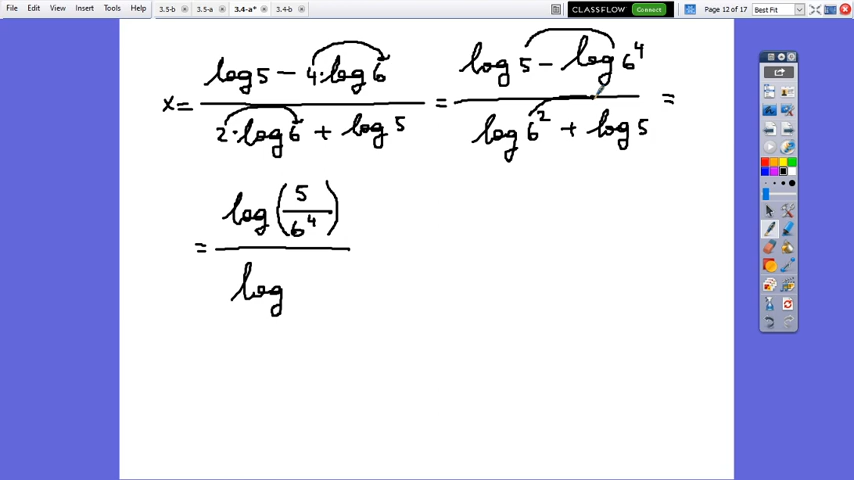 File Edit View Insert Tools Help 3.5-b 3.5-a 3.4-a* 3.4-b CLASSFLOW Connect Page 12 of 17 Best Fit
x = (log 5 − 4·log 6) / (2·log 6 + log 5) = (log 5 − log 6⁴) / (log 6² + log 5) =
= log(5/6⁴) / log